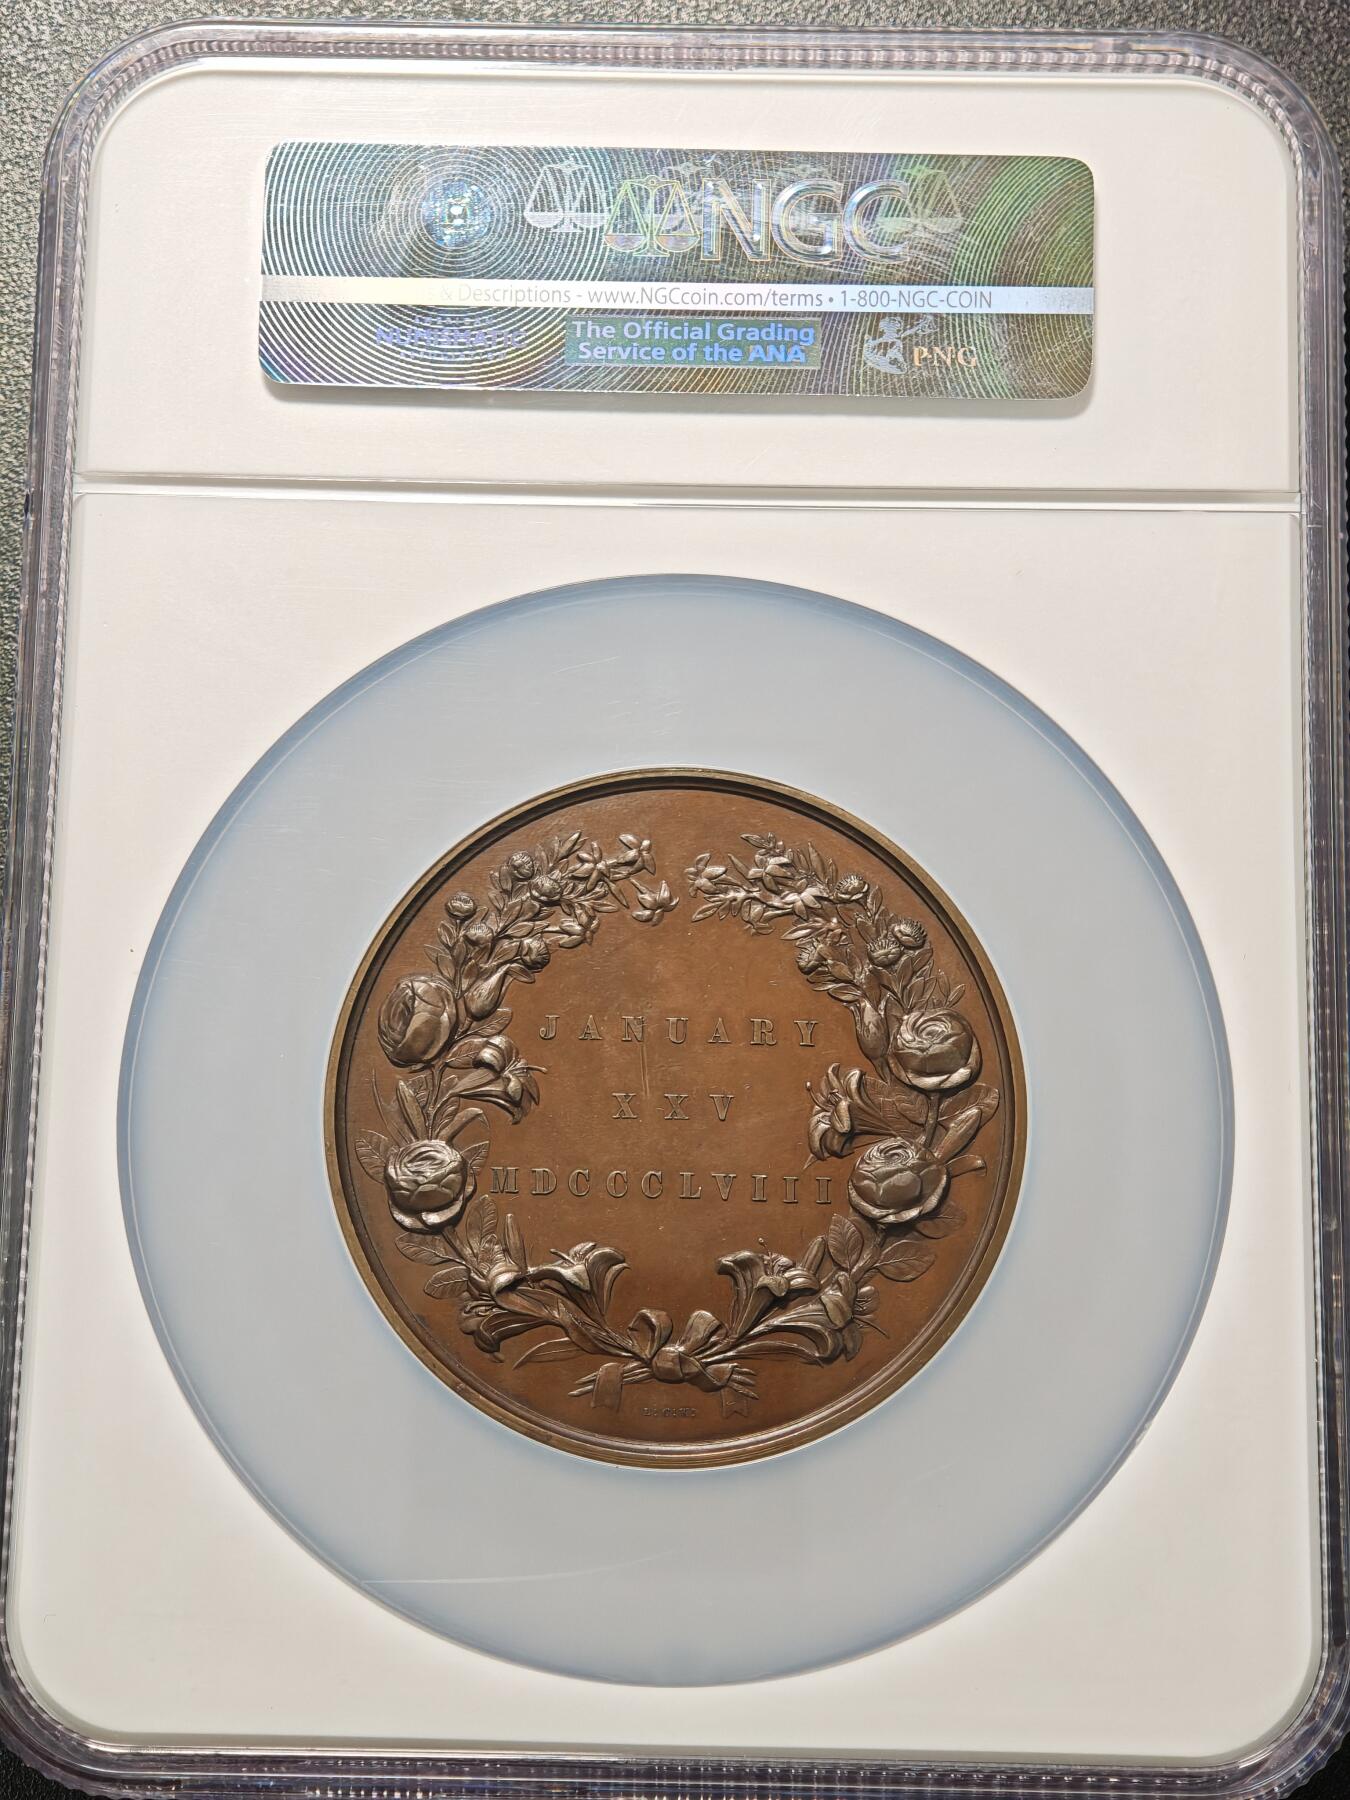 NGC
& Descriptions - www.NGCcoin.com/terms • 1-800-NGC-COIN
NUMISMATIC
The Official Grading
Service of the ANA
PNG
JANUARY
XXV
MDCCCLVIII